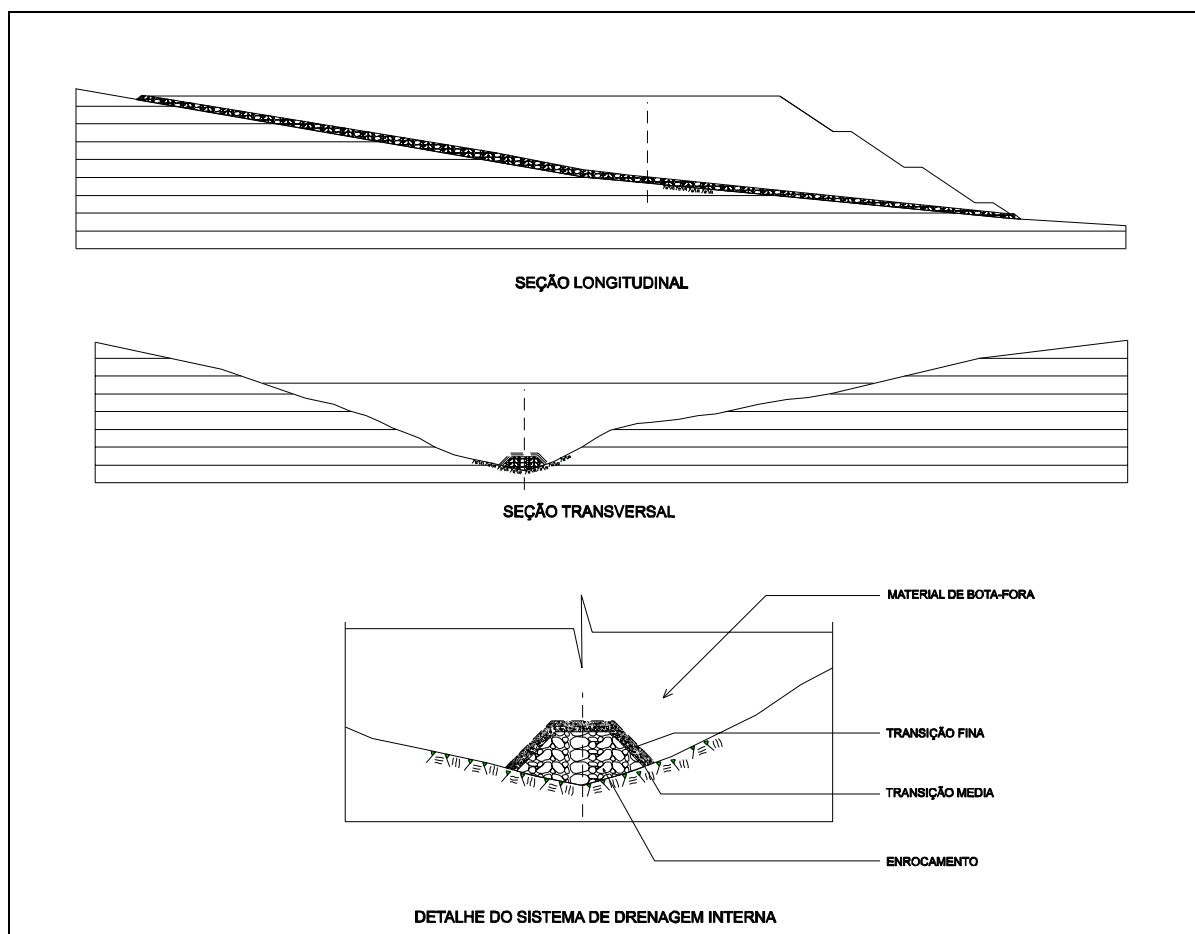 SEÇÃO LONGITUDINAL
SEÇÃO TRANSVERSAL
MATERIAL DE BOTA-FORA
TRANSIÇÃO FINA
TRANSIÇÃO MEDIA
ENROCAMENTO
DETALHE DO SISTEMA DE DRENAGEM INTERNA